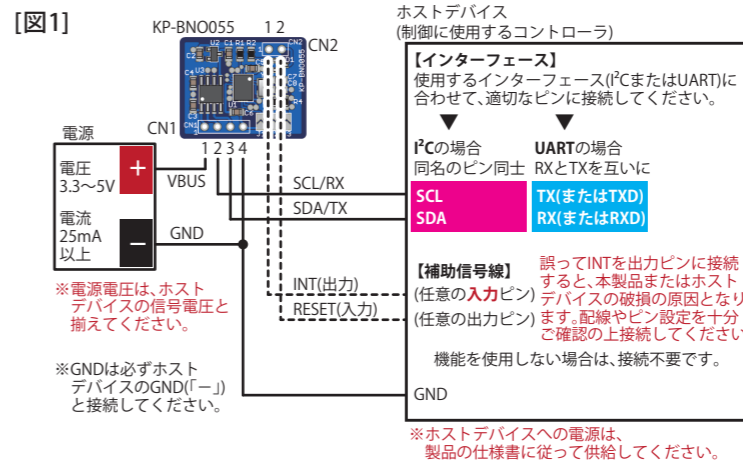 [図1]
KP-BNO055
1 2
CN2
CN1
1 2 3 4
電源
電圧
3.3～5V
+
電流
25mA
以上
−
VBUS
GND
※電源電圧は、ホスト
デバイスの信号電圧と
揃えてください。
※GNDは必ずホスト
デバイスのGND(「−」)
と接続してください。
SCL/RX
SDA/TX
INT(出力)
RESET(入力)
ホストデバイス
(制御に使用するコントローラ)
【インターフェース】
使用するインターフェース(I²CまたはUART)に
合わせて、適切なピンに接続してください。
▼ ▼
I²Cの場合
同名のピン同士
UARTの場合
RXとTXを互いに
SCL
SDA
TX(またはTXD)
RX(またはRXD)
【補助信号線】
(任意の入力ピン)
(任意の出力ピン)
誤ってINTを出力ピンに接続
すると、本製品またはホスト
デバイスの破損の原因となり
ます。配線やピン設定を十分
ご確認の上接続してください
機能を使用しない場合は、接続不要です。
GND
※ホストデバイスへの電源は、
製品の仕様書に従って供給してください。